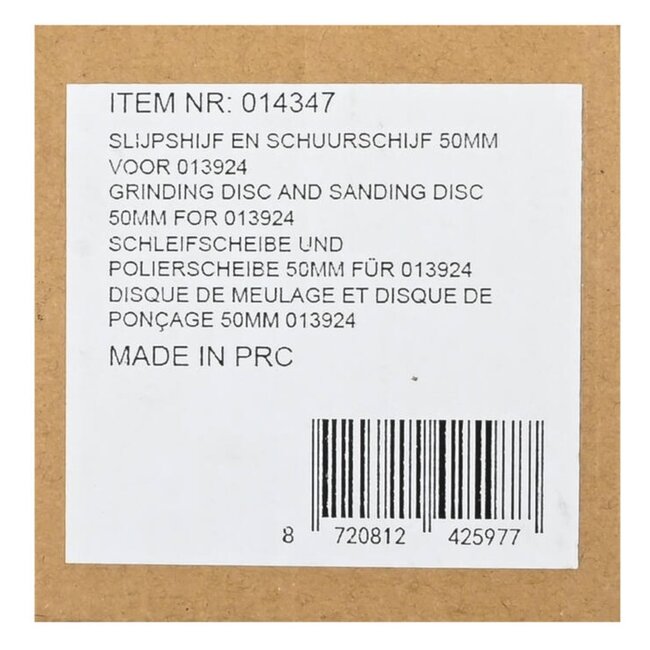 ITEM NR: 014347
SLIJPSHIJF EN SCHUURSCHIJF 50MM
VOOR 013924
GRINDING DISC AND SANDING DISC
50MM FOR 013924
SCHLEIFSCHEIBE UND
POLIERSCHEIBE 50MM FÜR 013924
DISQUE DE MEULAGE ET DISQUE DE
PONÇAGE 50MM 013924
MADE IN PRC
8 720812 425977